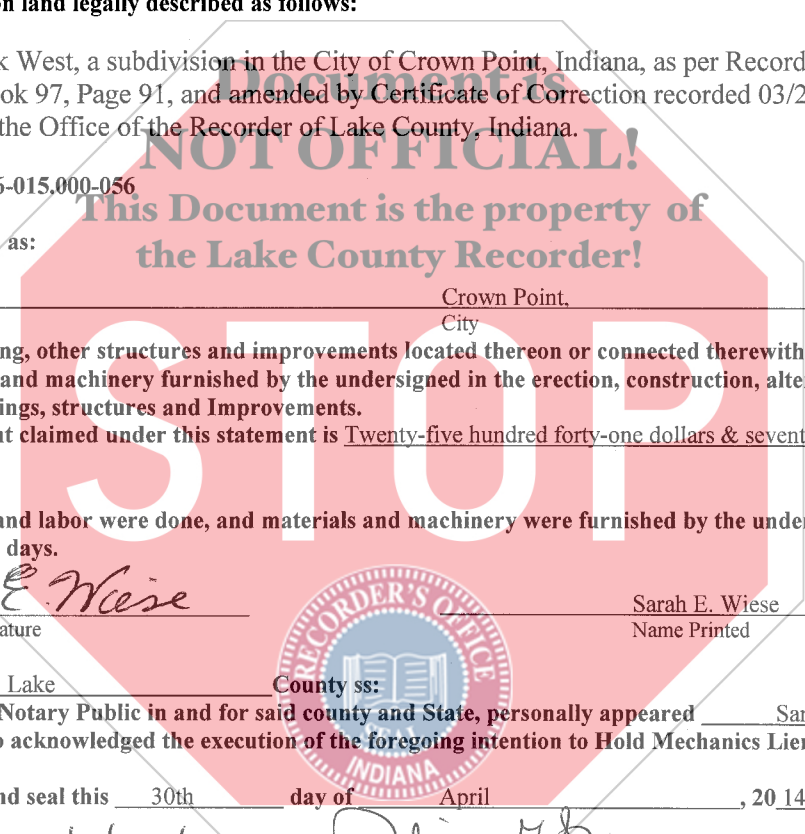 on land legally described as follows:
k West, a subdivision in the City of Crown Point, Indiana, as per Record
Document is
ok 97, Page 91, and amended by Certificate of Correction recorded 03/2
the Office of the Recorder of Lake County, Indiana.
NOT OFFICIAL!
5-015.000-056
This Document is the property of
as:
the Lake County Recorder!
Crown Point,
City
STOP
ng, other structures and improvements located thereon or connected therewith
and machinery furnished by the undersigned in the erection, construction, alte
ings, structures and Improvements.
nt claimed under this statement is Twenty-five hundred forty-one dollars & sevent
and labor were done, and materials and machinery were furnished by the unde
days.
E Wiese
Sarah E. Wiese
ature
Name Printed
RECORDER'S OFFICE
SEAL
INDIANA
Lake County ss:
Notary Public in and for said county and State, personally appeared Sar
o acknowledged the execution of the foregoing intention to Hold Mechanics Lien
nd seal this 30th day of April, 20 14